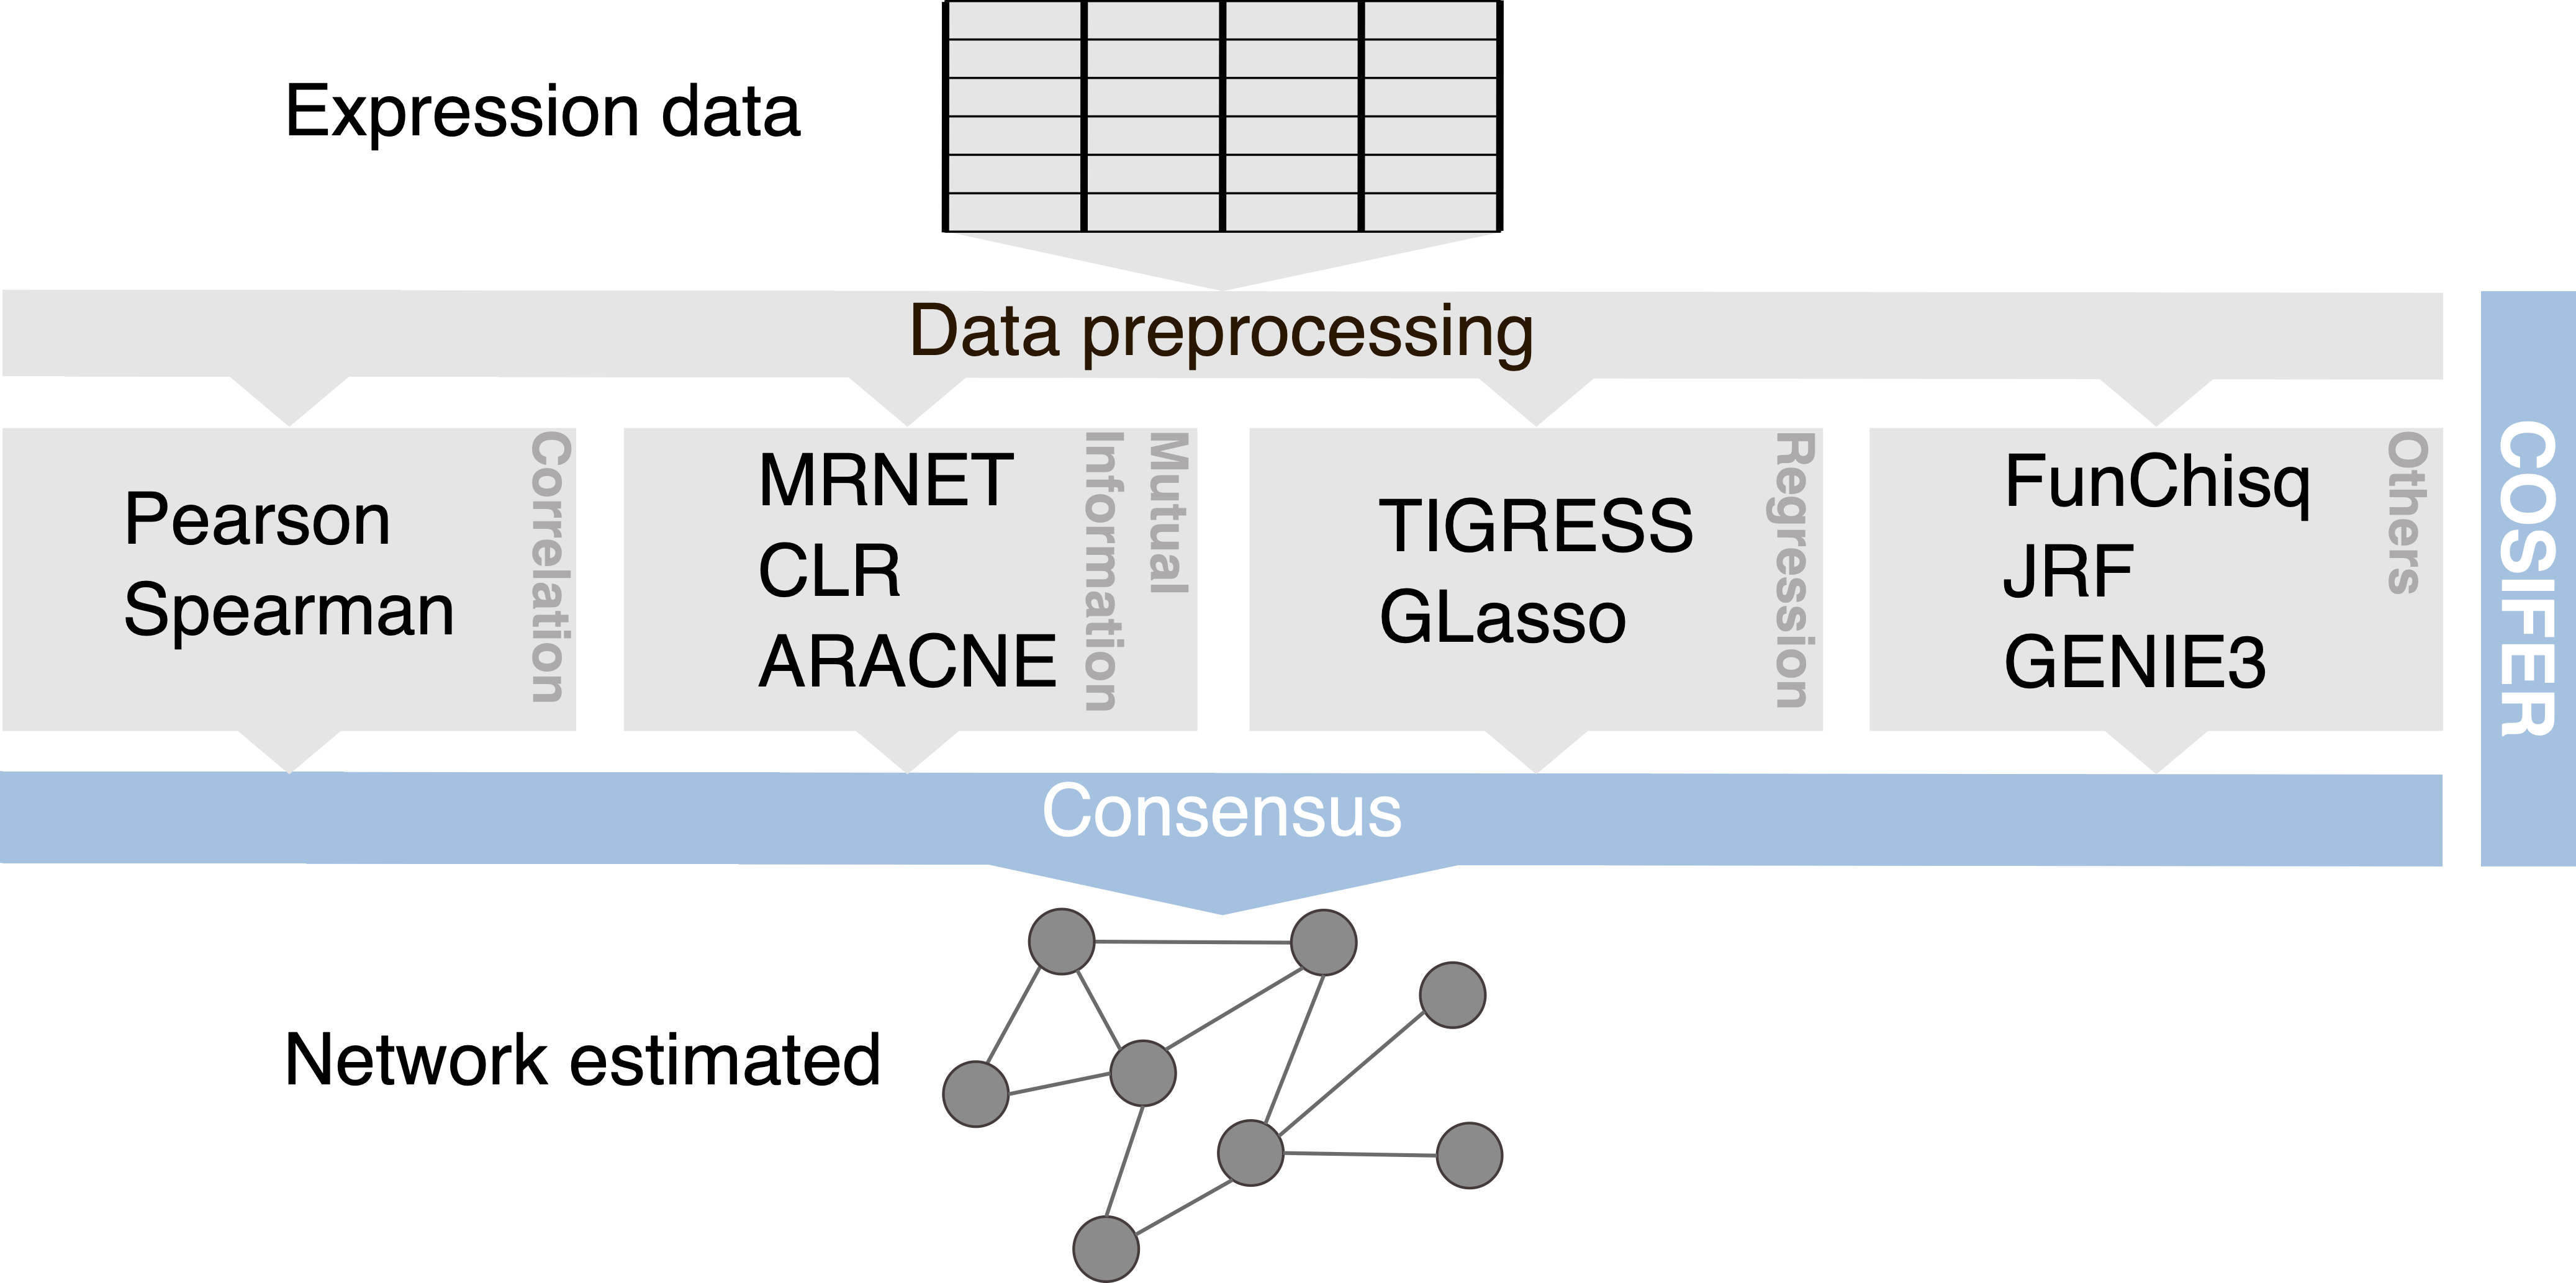 Expression data
Data preprocessing
Pearson
Spearman
Correlation
MRNET
CLR
ARACNE
Mutual
Information
TIGRESS
GLasso
Regression
FunChisq
JRF
GENIE3
Others
COSIFER
Consensus
Network estimated